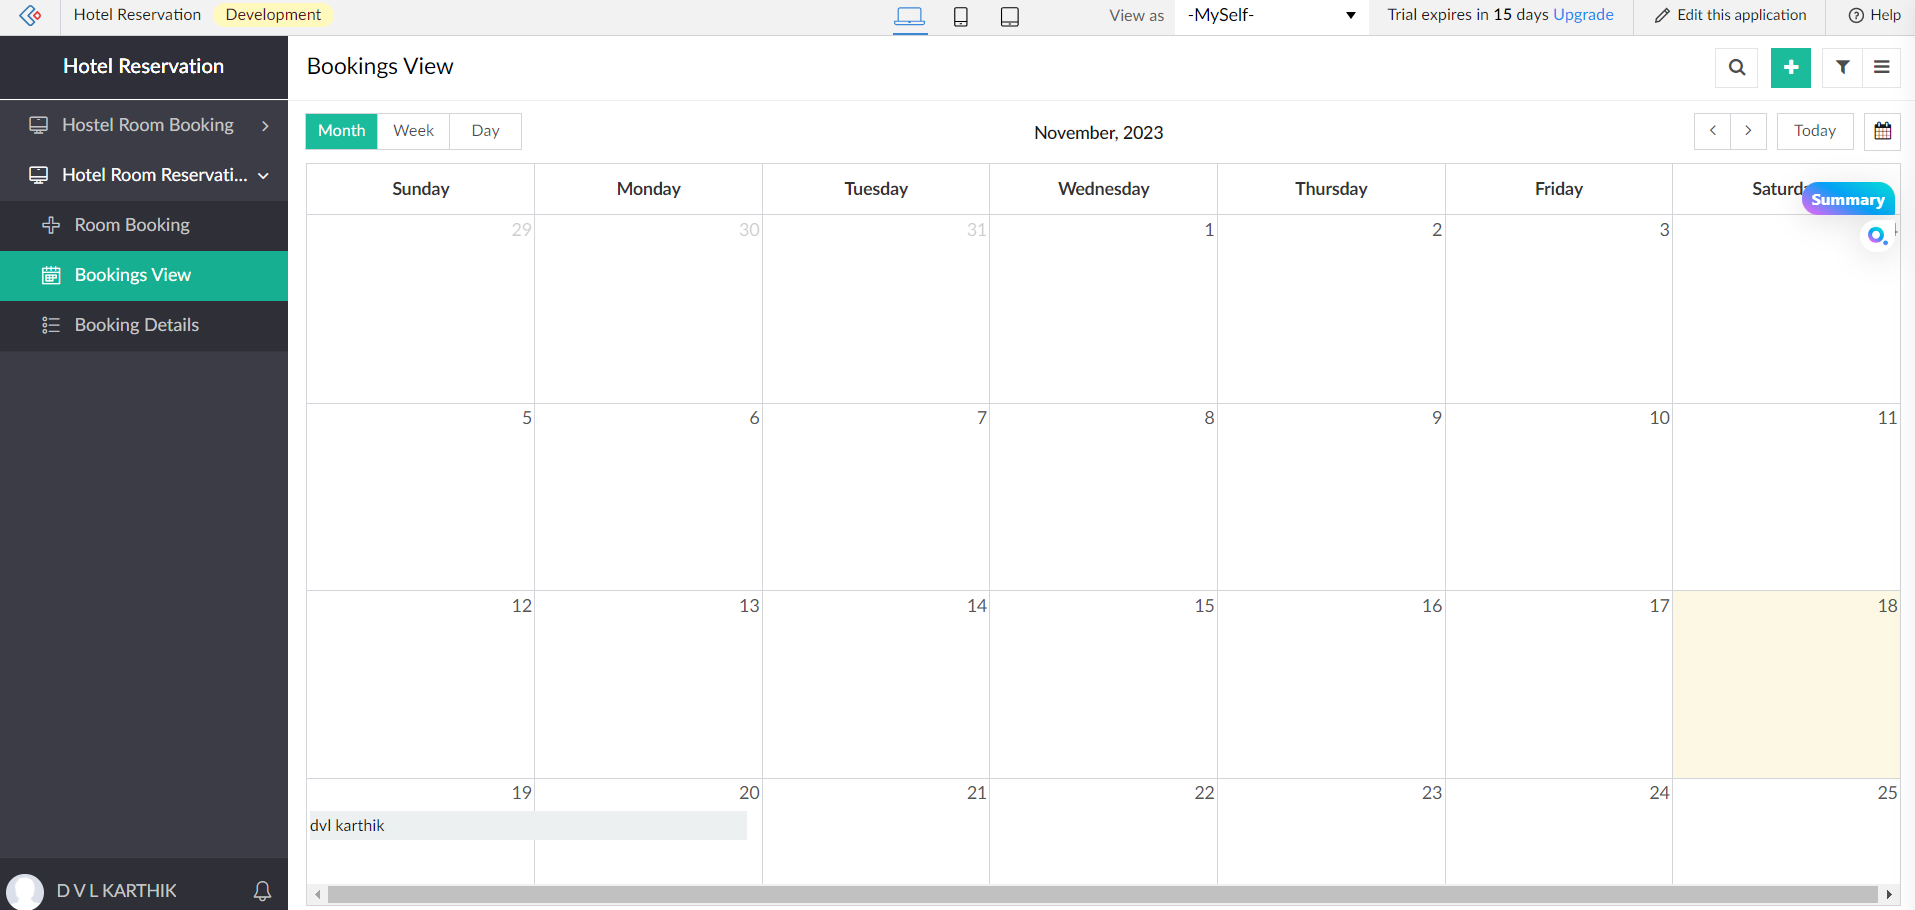 Hotel Reservation Development View as -MySelf- Trial expires in 15 days Upgrade Edit this application Help
Hotel Reservation
Bookings View
Hostel Room Booking
Hotel Room Reservati...
Room Booking
Bookings View
Booking Details
D V L KARTHIK
Month Week Day November, 2023 Today
Sunday Monday Tuesday Wednesday Thursday Friday Saturd
Summary
29 30 31 1 2 3
5 6 7 8 9 10 11
12 13 14 15 16 17 18
19 20 21 22 23 24 25
dvl karthik